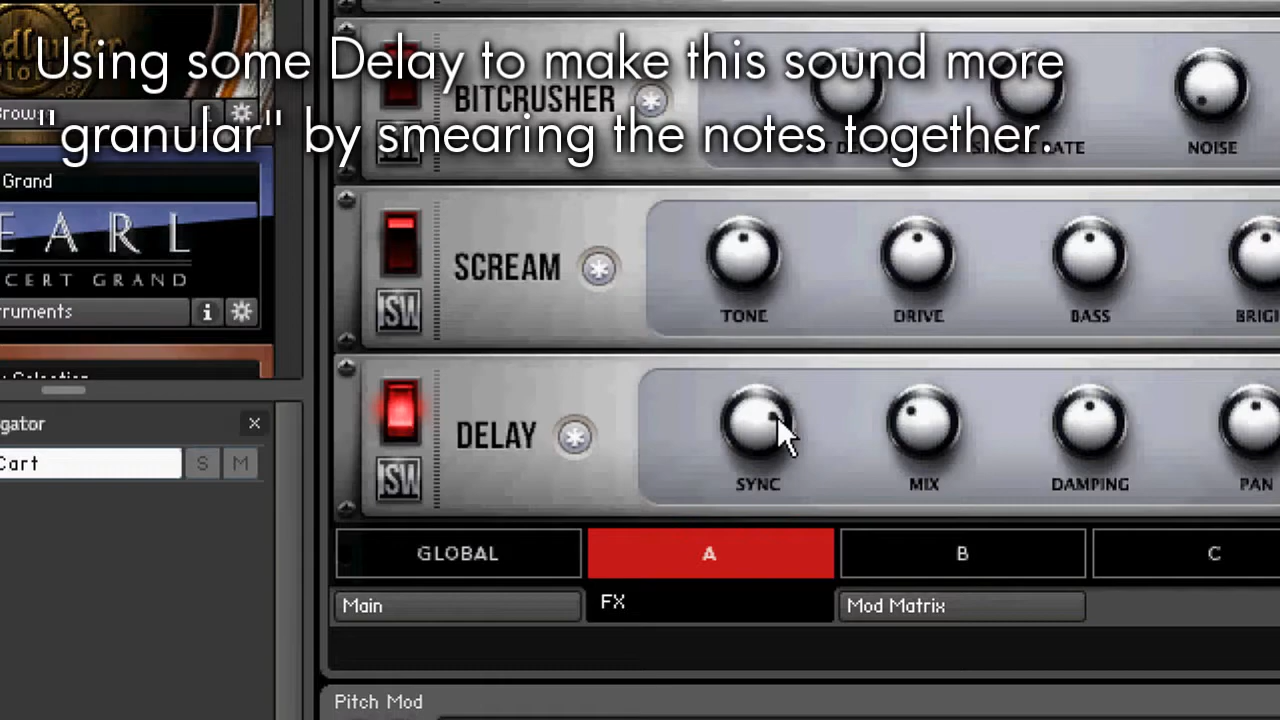 Using some Delay to make this sound more
"granular" by smearing the notes together.
BITCRUSHER
NOISE
Grand
EARL
CERT GRAND
ruments
i
SCREAM
ISW
TONE
DRIVE
BASS
BRIGI
gator
Cart
S
M
DELAY
ISW
SYNC
MIX
DAMPING
PAN
GLOBAL
A
B
C
Main
FX
Mod Matrix
Pitch Mod